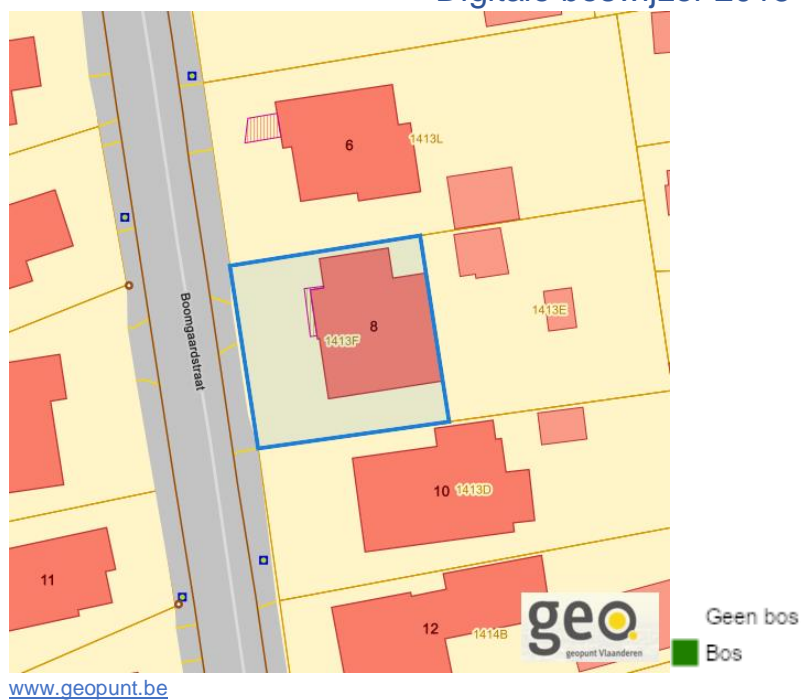 6
1413L
8
1413F
1413E
Boomgaardstraat
10
1413D
11
12
1414B
geo
geopunt Vlaanderen
Geen bos
Bos
www.geopunt.be